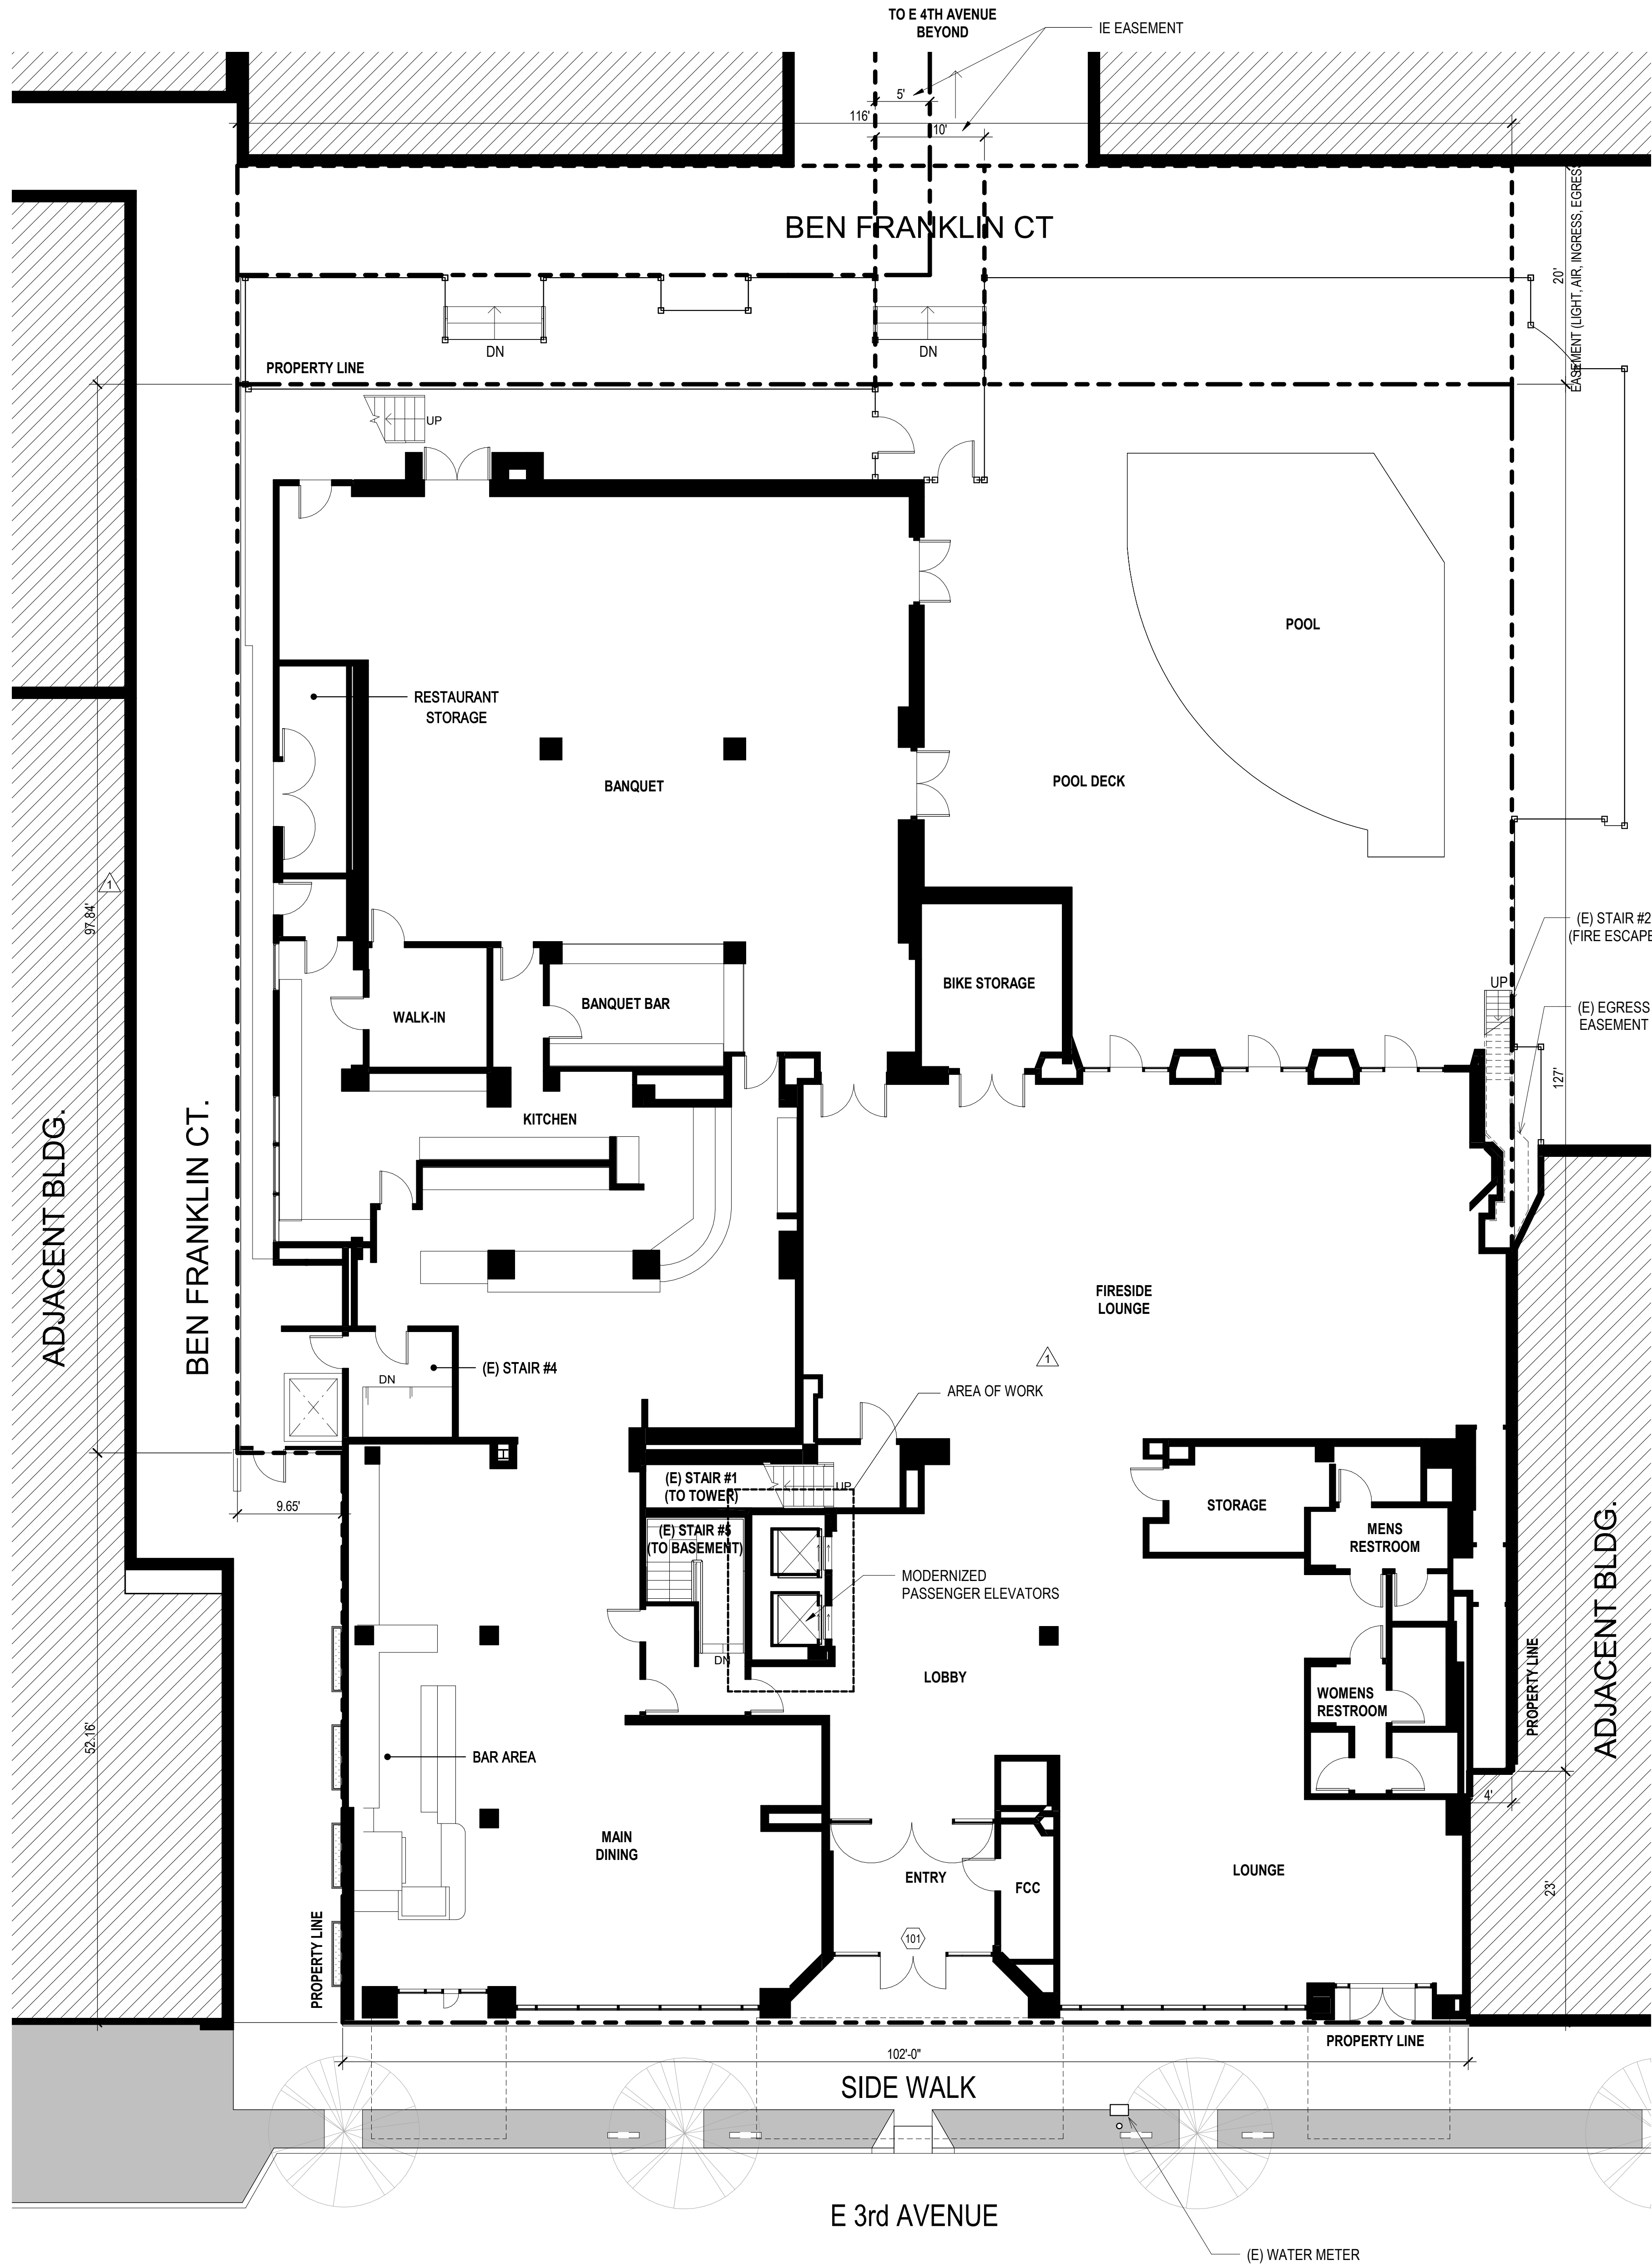 TO E 4TH AVENUE
BEYOND
IE EASEMENT
5'
116'
10'
BEN FRANKLIN CT
20'
EASEMENT (LIGHT, AIR, INGRESS, EGRESS
DN
DN
PROPERTY LINE
UP
POOL
RESTAURANT
STORAGE
BANQUET
POOL DECK
1
97.84'
(E) STAIR #2
(FIRE ESCAPE
UP
BIKE STORAGE
BANQUET BAR
WALK-IN
(E) EGRESS
EASEMENT
127'
KITCHEN
ADJACENT BLDG.
BEN FRANKLIN CT.
FIRESIDE
LOUNGE
1
(E) STAIR #4
DN
AREA OF WORK
(E) STAIR #1
(TO TOWER)
UP
9.65'
STORAGE
(E) STAIR #5
(TO BASEMENT)
MENS
RESTROOM
MODERNIZED
PASSENGER ELEVATORS
DN
LOBBY
WOMENS
RESTROOM
PROPERTY LINE
ADJACENT BLDG.
52.16'
BAR AREA
4'
MAIN
DINING
ENTRY
FCC
LOUNGE
23'
101
PROPERTY LINE
PROPERTY LINE
102'-0"
SIDE WALK
E 3rd AVENUE
(E) WATER METER